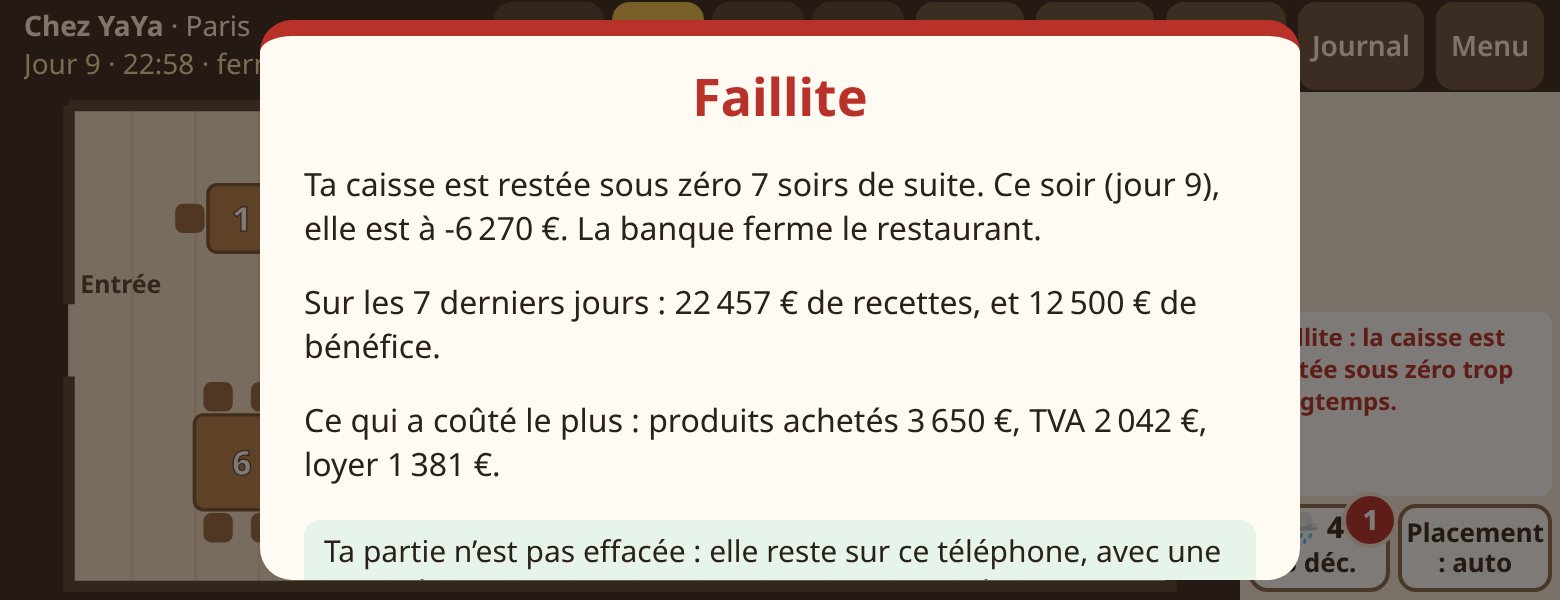 Chez YaYa · Paris
Jour 9 · 22:58 ·
Journal
Menu
Faillite
Ta caisse est restée sous zéro 7 soirs de suite. Ce soir (jour 9),
elle est à -6 270 €. La banque ferme le restaurant.
Sur les 7 derniers jours : 22 457 € de recettes, et 12 500 € de
bénéfice.
Ce qui a coûté le plus : produits achetés 3 650 €, TVA 2 042 €,
loyer 1 381 €.
Ta partie n’est pas effacée : elle reste sur ce téléphone, avec une
1
Entrée
6
: la caisse est
sous zéro trop
4
1
déc.
Placement
: auto